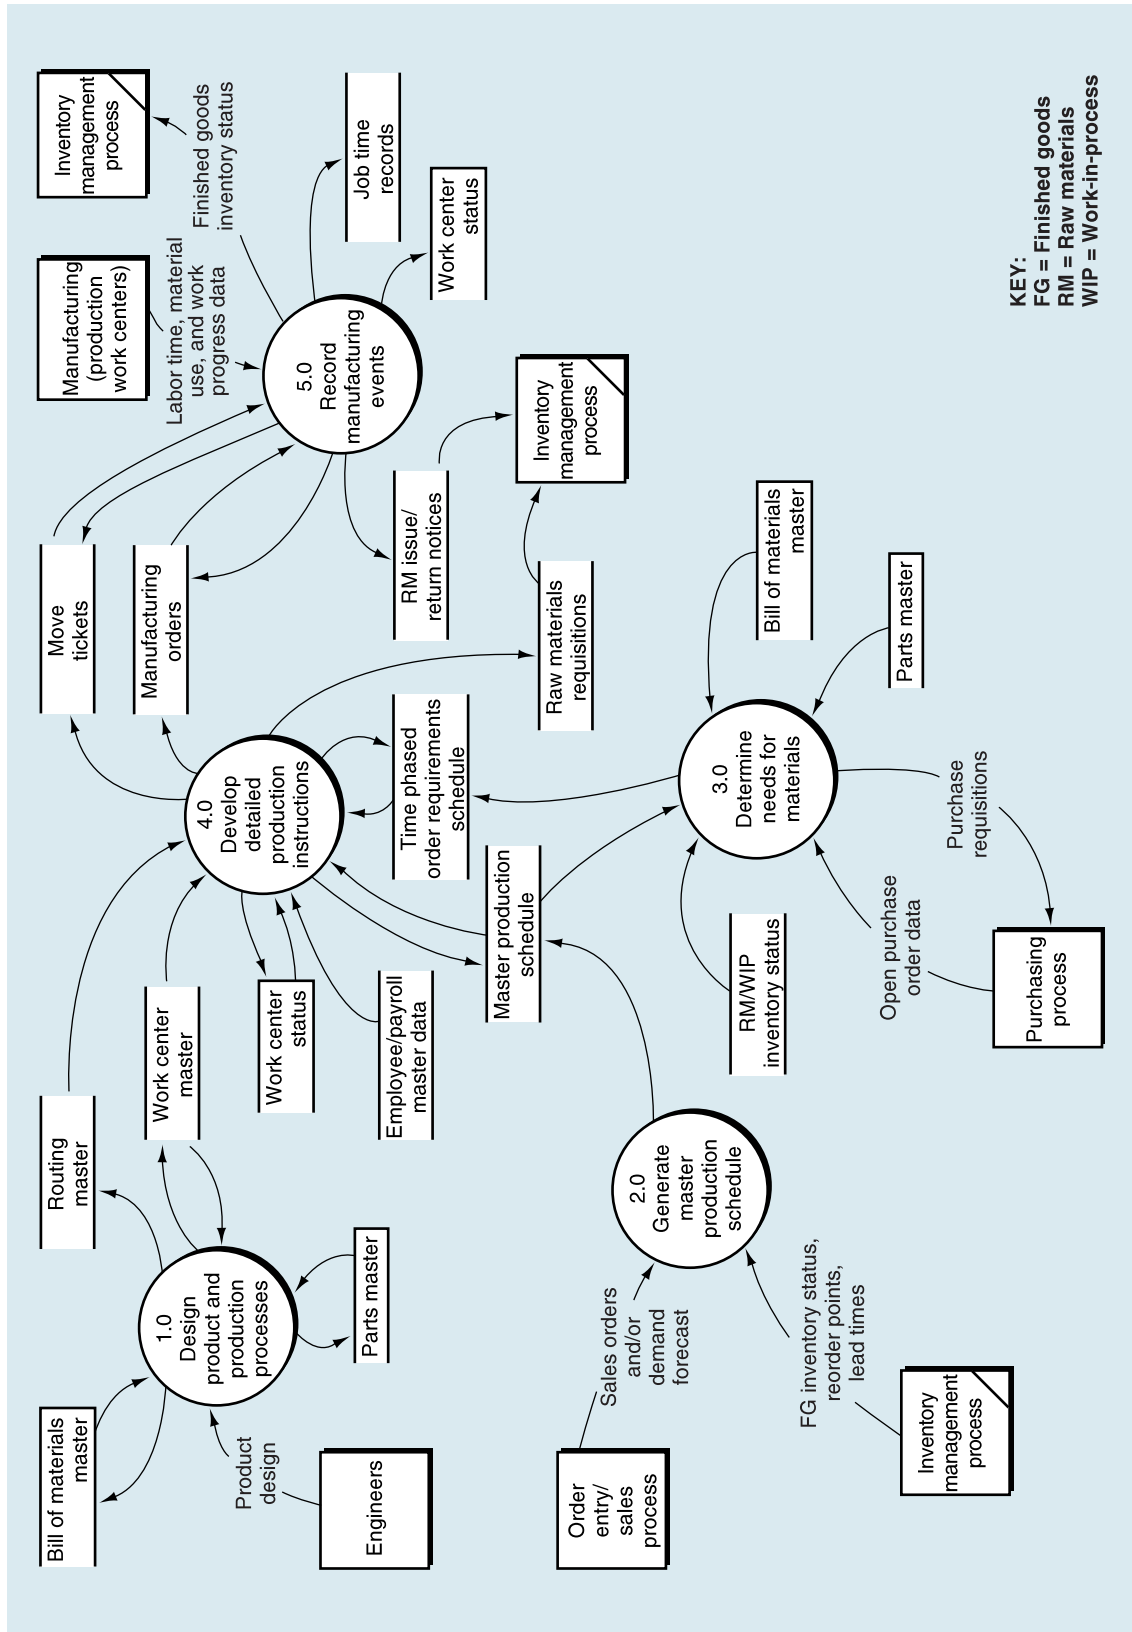 Bill of materials
master
Routing
master
Move
tickets
Manufacturing
(production
work centers)
Inventory
management
process
1.0
Design
product and
production
processes
Work center
master
4.0
Develop
detailed
production
instructions
Manufacturing
orders
Labor time, material
use, and work
progress data
Finished goods
inventory status
Product
design
Engineers
Parts master
Work center
status
Employee/payroll
master data
Time phased
order requirements
schedule
RM issue/
return notices
5.0
Record
manufacturing
events
Job time
records
Work center
status
Master production
schedule
Raw materials
requisitions
Inventory
management
process
Order
entry/
sales
process
Sales orders
and/or
demand
forecast
2.0
Generate
master
production
schedule
RM/WIP
inventory status
3.0
Determine
needs for
materials
Bill of materials
master
Parts master
FG inventory status,
reorder points,
lead times
Inventory
management
process
Open purchase
order data
Purchase
requisitions
Purchasing
process
KEY:
FG = Finished goods
RM = Raw materials
WIP = Work-in-process